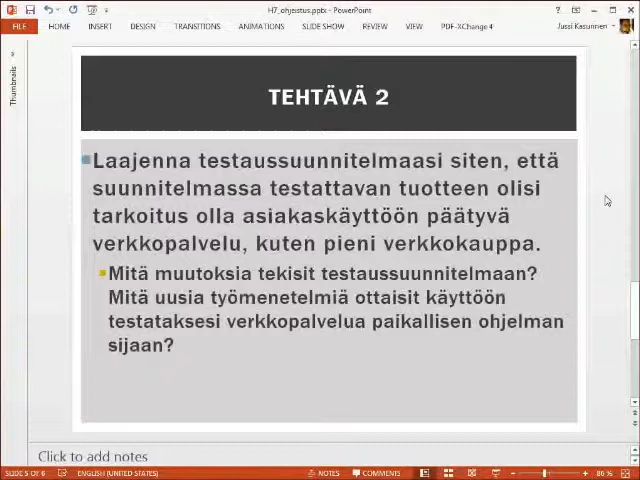 H7_ohjeistus.pptx - PowerPoint
FILE HOME INSERT DESIGN TRANSITIONS ANIMATIONS SLIDE SHOW REVIEW VIEW PDF-XChange 4 Jussi Kasunnen
Thumbnails
TEHTÄVÄ 2
Laajenna testaussuunnitelmaasi siten, että
suunnitelmassa testattavan tuotteen olisi
tarkoitus olla asiakaskäyttöön päätyvä
verkkopalvelu, kuten pieni verkkokauppa.
Mitä muutoksia tekisit testaussuunnitelmaan?
Mitä uusia työmenetelmiä ottaisit käyttöön
testataksesi verkkopalvelua paikallisen ohjelman
sijaan?
Click to add notes
SLIDE 5 OF 6 ENGLISH (UNITED STATES) NOTES COMMENTS 86 %